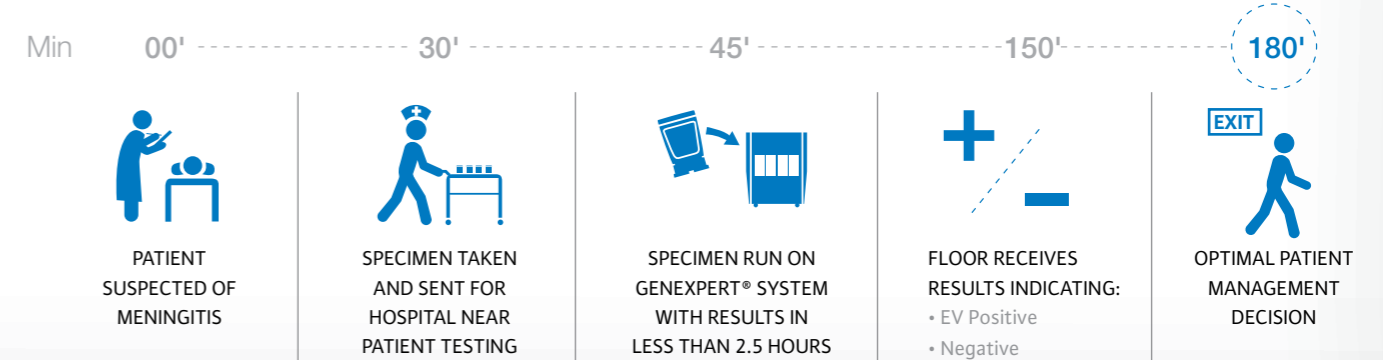 Min 00' 30' 45' 150' 180'
EXIT
PATIENT
SUSPECTED OF
MENINGITIS
SPECIMEN TAKEN
AND SENT FOR
HOSPITAL NEAR
PATIENT TESTING
SPECIMEN RUN ON
GENEXPERT® SYSTEM
WITH RESULTS IN
LESS THAN 2.5 HOURS
FLOOR RECEIVES
RESULTS INDICATING:
• EV Positive
• Negative
OPTIMAL PATIENT
MANAGEMENT
DECISION